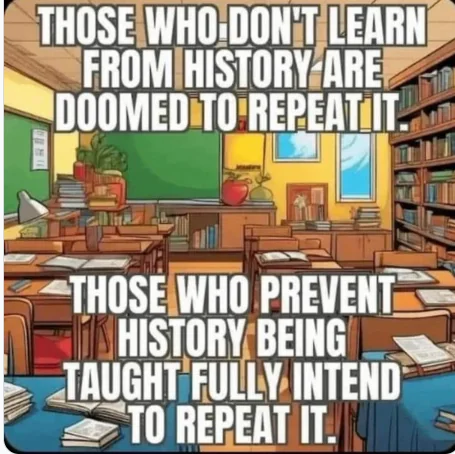 THOSE WHO DON'T LEARN
FROM HISTORY ARE
DOOMED TO REPEAT IT.
THOSE WHO PREVENT
HISTORY BEING
TAUGHT FULLY INTEND
TO REPEAT IT.